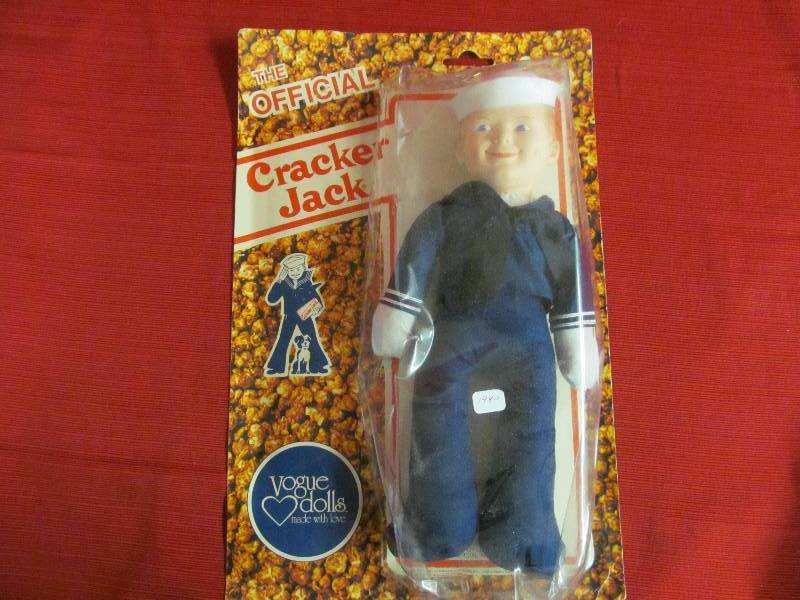 THE
OFFICIAL
Cracker
Jack
vogue
dolls
made with love